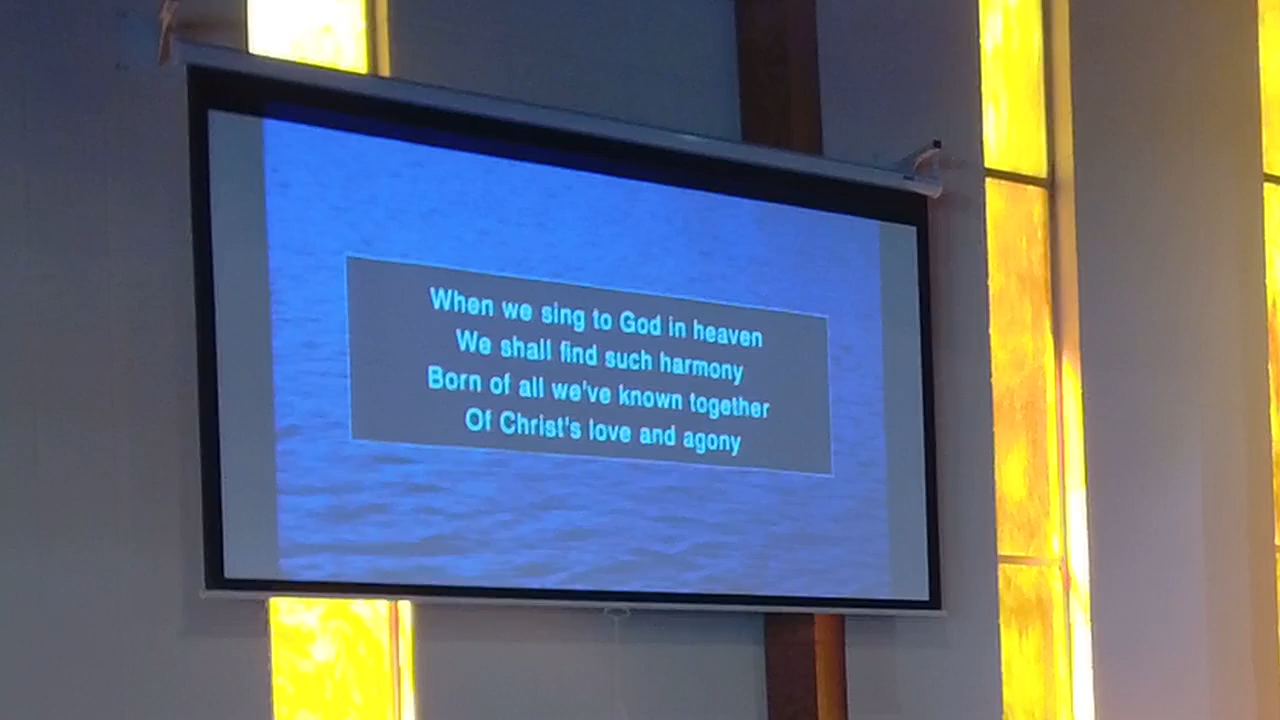 When we sing to God in heaven
We shall find such harmony
Born of all we've known together
Of Christ's love and agony